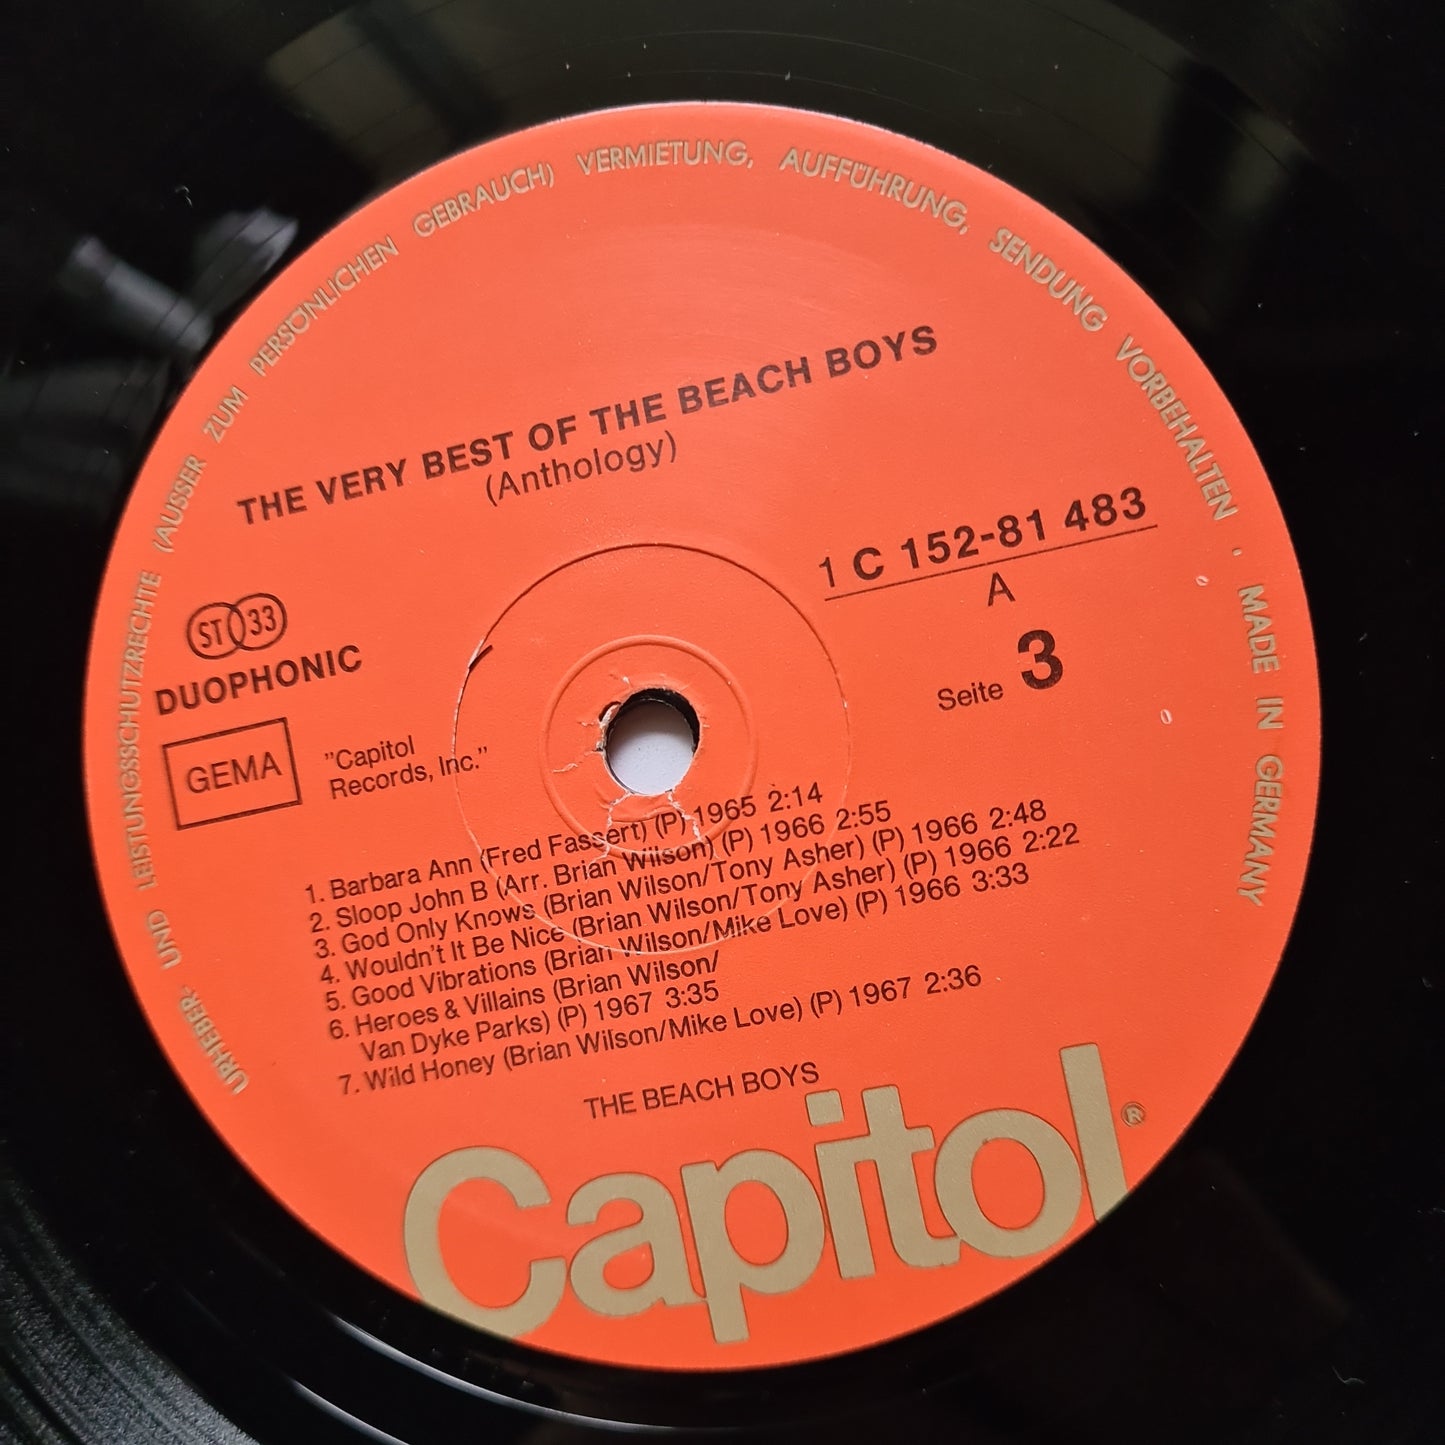 URHEBER- UND LEISTUNGSSCHUTZRECHTE (AUSSER ZUM PERSÖNLICHEN GEBRAUCH) VERMIETUNG, AUFFÜHRUNG, SENDUNG VORBEHALTEN · MADE IN GERMANY
THE VERY BEST OF THE BEACH BOYS
(Anthology)
1 C 152-81 483
A
Seite 3
ST 33
DUOPHONIC
GEMA
"Capitol
Records, Inc."
1. Barbara Ann (Fred Fassert) (P) 1965 2:14
2. Sloop John B (Arr. Brian Wilson) (P) 1966 2:55
3. God Only Knows (Brian Wilson/Tony Asher) (P) 1966 2:48
4. Wouldn't It Be Nice (Brian Wilson/Tony Asher) (P) 1966 2:22
5. Good Vibrations (Brian Wilson/Mike Love) (P) 1966 3:33
6. Heroes & Villains (Brian Wilson/
Van Dyke Parks) (P) 1967 3:35
7. Wild Honey (Brian Wilson/Mike Love) (P) 1967 2:36
THE BEACH BOYS
Capitol ®